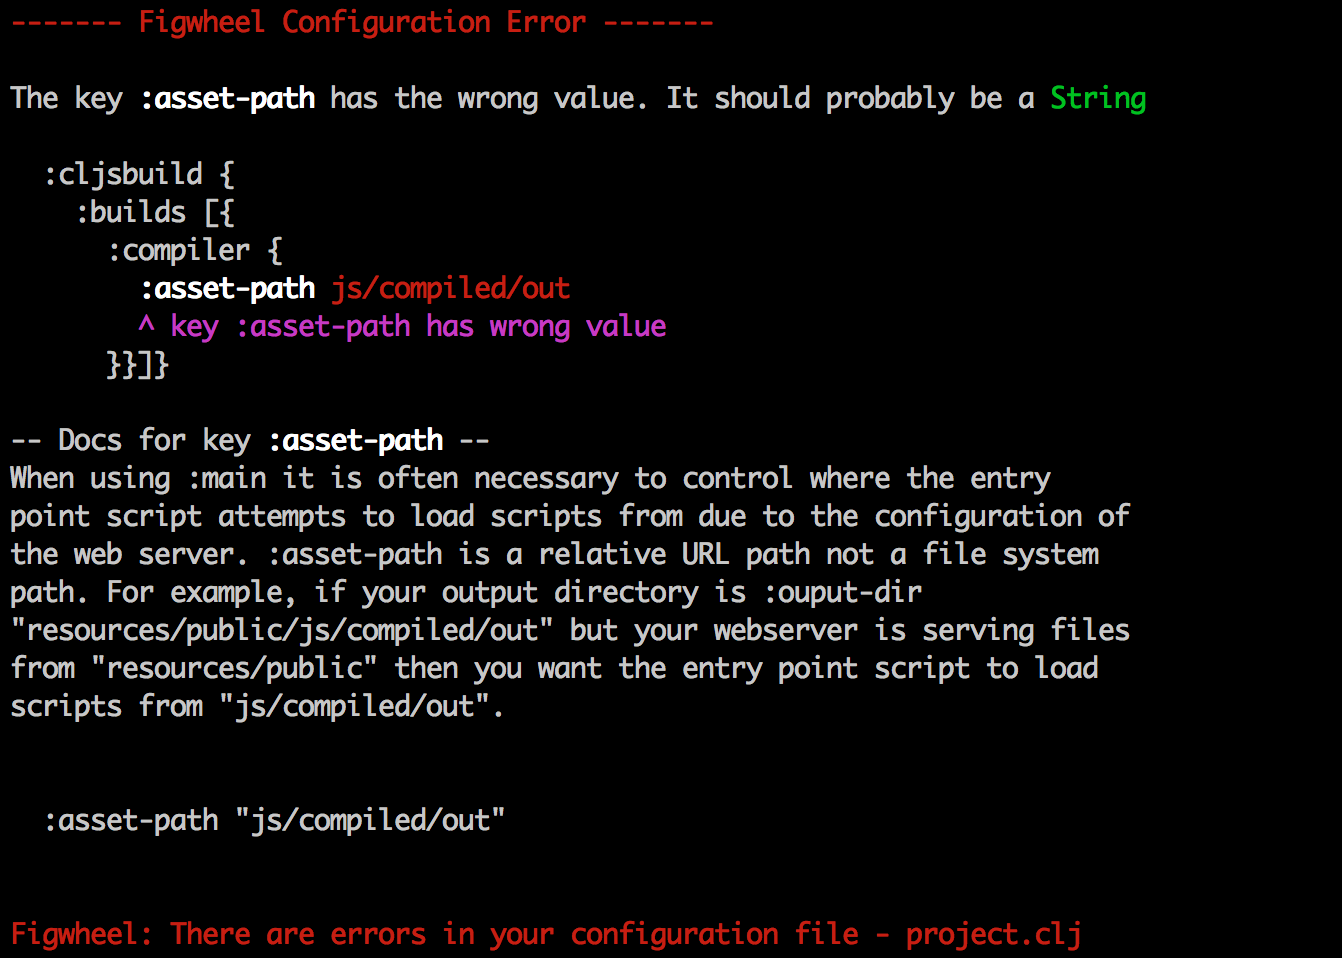 ------- Figwheel Configuration Error -------
The key :asset-path has the wrong value. It should probably be a String
:cljsbuild {
:builds [{
:compiler {
:asset-path js/compiled/out
^ key :asset-path has wrong value
}}]}
-- Docs for key :asset-path --
When using :main it is often necessary to control where the entry
point script attempts to load scripts from due to the configuration of
the web server. :asset-path is a relative URL path not a file system
path. For example, if your output directory is :ouput-dir
"resources/public/js/compiled/out" but your webserver is serving files
from "resources/public" then you want the entry point script to load
scripts from "js/compiled/out".
:asset-path "js/compiled/out"
Figwheel: There are errors in your configuration file - project.clj